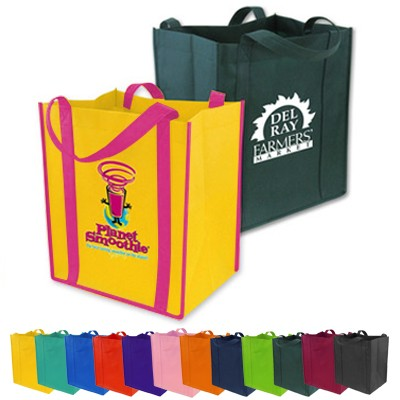 DEL
RAY
FARMERS'
MARKET
Planet
Smoothie